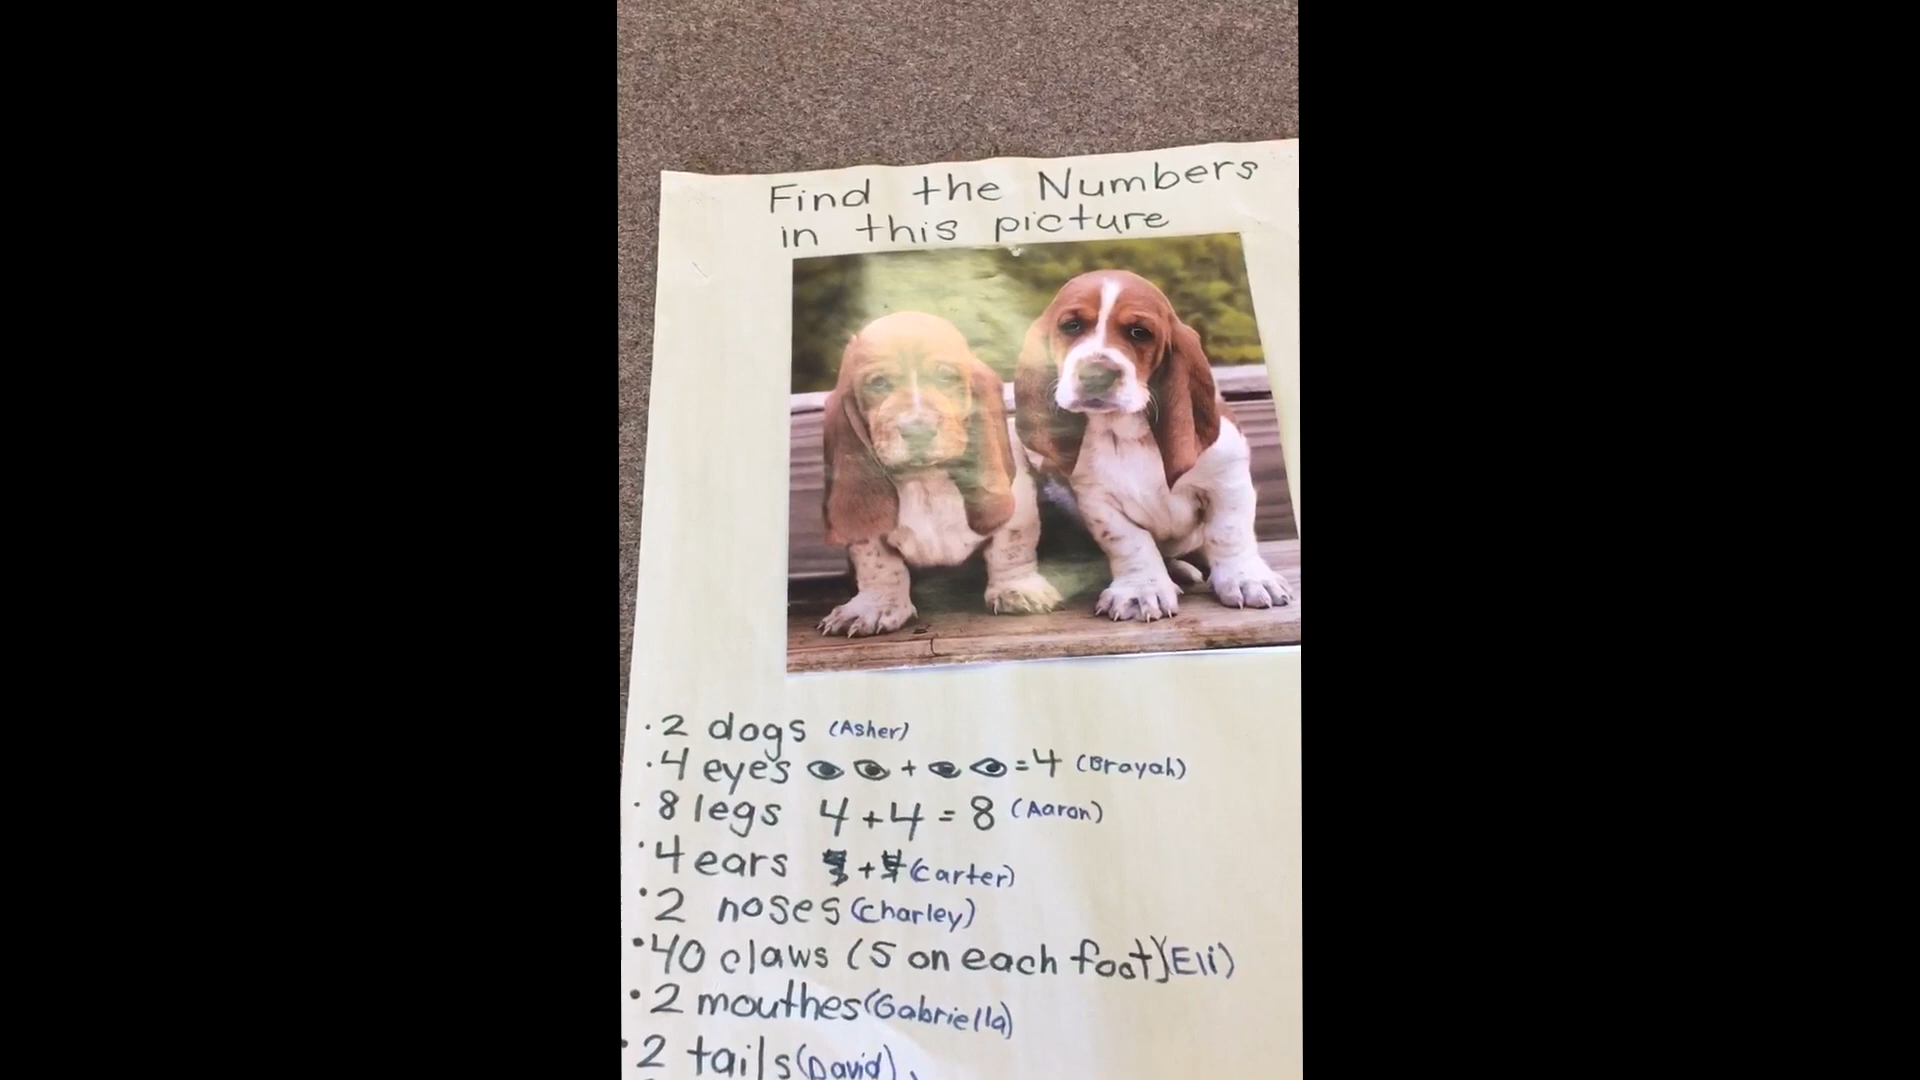 Find the Numbers
in this picture
· 2 dogs (Asher)
· 4 eyes + = 4 (Brayah)
· 8 legs 4 + 4 = 8 (Aaron)
· 4 ears + (Carter)
· 2 noses (Charley)
· 40 claws (5 on each foot) (Eli)
· 2 mouthes (Gabriella)
· 2 tails (David)